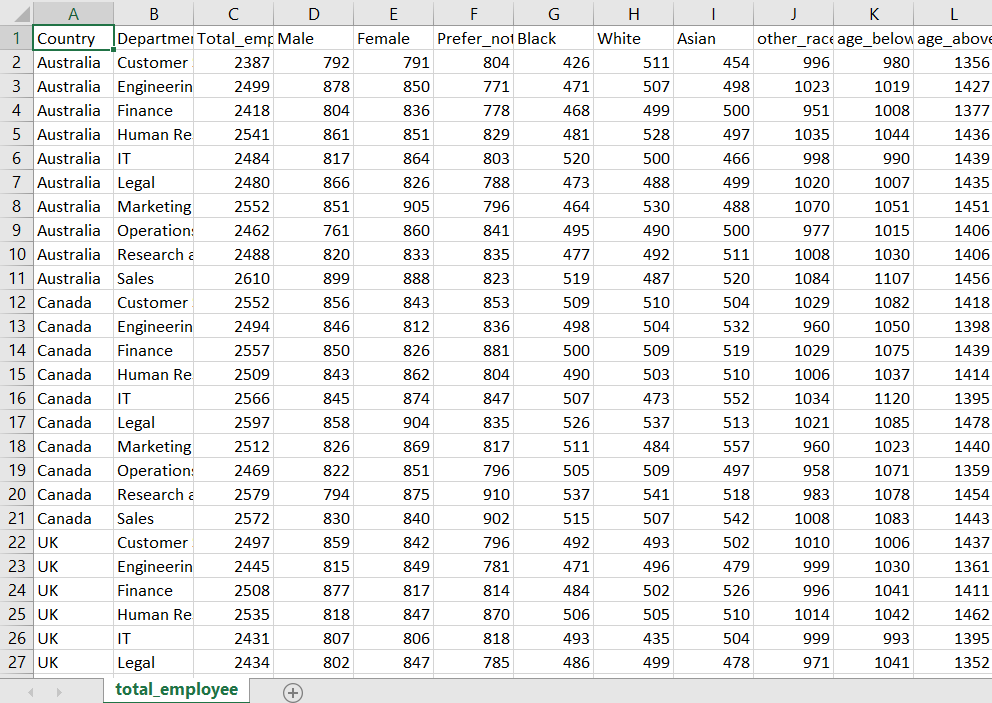 A B C D E F G H I J K L
1 Country Departmen Total_emp Male Female Prefer_not Black White Asian other_race age_below age_above
2 Australia Customer 2387 792 791 804 426 511 454 996 980 1356
3 Australia Engineerin 2499 878 850 771 471 507 498 1023 1019 1427
4 Australia Finance 2418 804 836 778 468 499 500 951 1008 1377
5 Australia Human Re 2541 861 851 829 481 528 497 1035 1044 1436
6 Australia IT 2484 817 864 803 520 500 466 998 990 1439
7 Australia Legal 2480 866 826 788 473 488 499 1020 1007 1435
8 Australia Marketing 2552 851 905 796 464 530 488 1070 1051 1451
9 Australia Operations 2462 761 860 841 495 490 500 977 1015 1406
10 Australia Research a 2488 820 833 835 477 492 511 1008 1030 1406
11 Australia Sales 2610 899 888 823 519 487 520 1084 1107 1456
12 Canada Customer 2552 856 843 853 509 510 504 1029 1082 1418
13 Canada Engineerin 2494 846 812 836 498 504 532 960 1050 1398
14 Canada Finance 2557 850 826 881 500 509 519 1029 1075 1439
15 Canada Human Re 2509 843 862 804 490 503 510 1006 1037 1414
16 Canada IT 2566 845 874 847 507 473 552 1034 1120 1395
17 Canada Legal 2597 858 904 835 526 537 513 1021 1085 1478
18 Canada Marketing 2512 826 869 817 511 484 557 960 1023 1440
19 Canada Operations 2469 822 851 796 505 509 497 958 1071 1359
20 Canada Research a 2579 794 875 910 537 541 518 983 1078 1454
21 Canada Sales 2572 830 840 902 515 507 542 1008 1083 1443
22 UK Customer 2497 859 842 796 492 493 502 1010 1006 1437
23 UK Engineerin 2445 815 849 781 471 496 479 999 1030 1361
24 UK Finance 2508 877 817 814 484 502 526 996 1041 1411
25 UK Human Re 2535 818 847 870 506 505 510 1014 1042 1462
26 UK IT 2431 807 806 818 493 435 504 999 993 1395
27 UK Legal 2434 802 847 785 486 499 478 971 1041 1352
total_employee